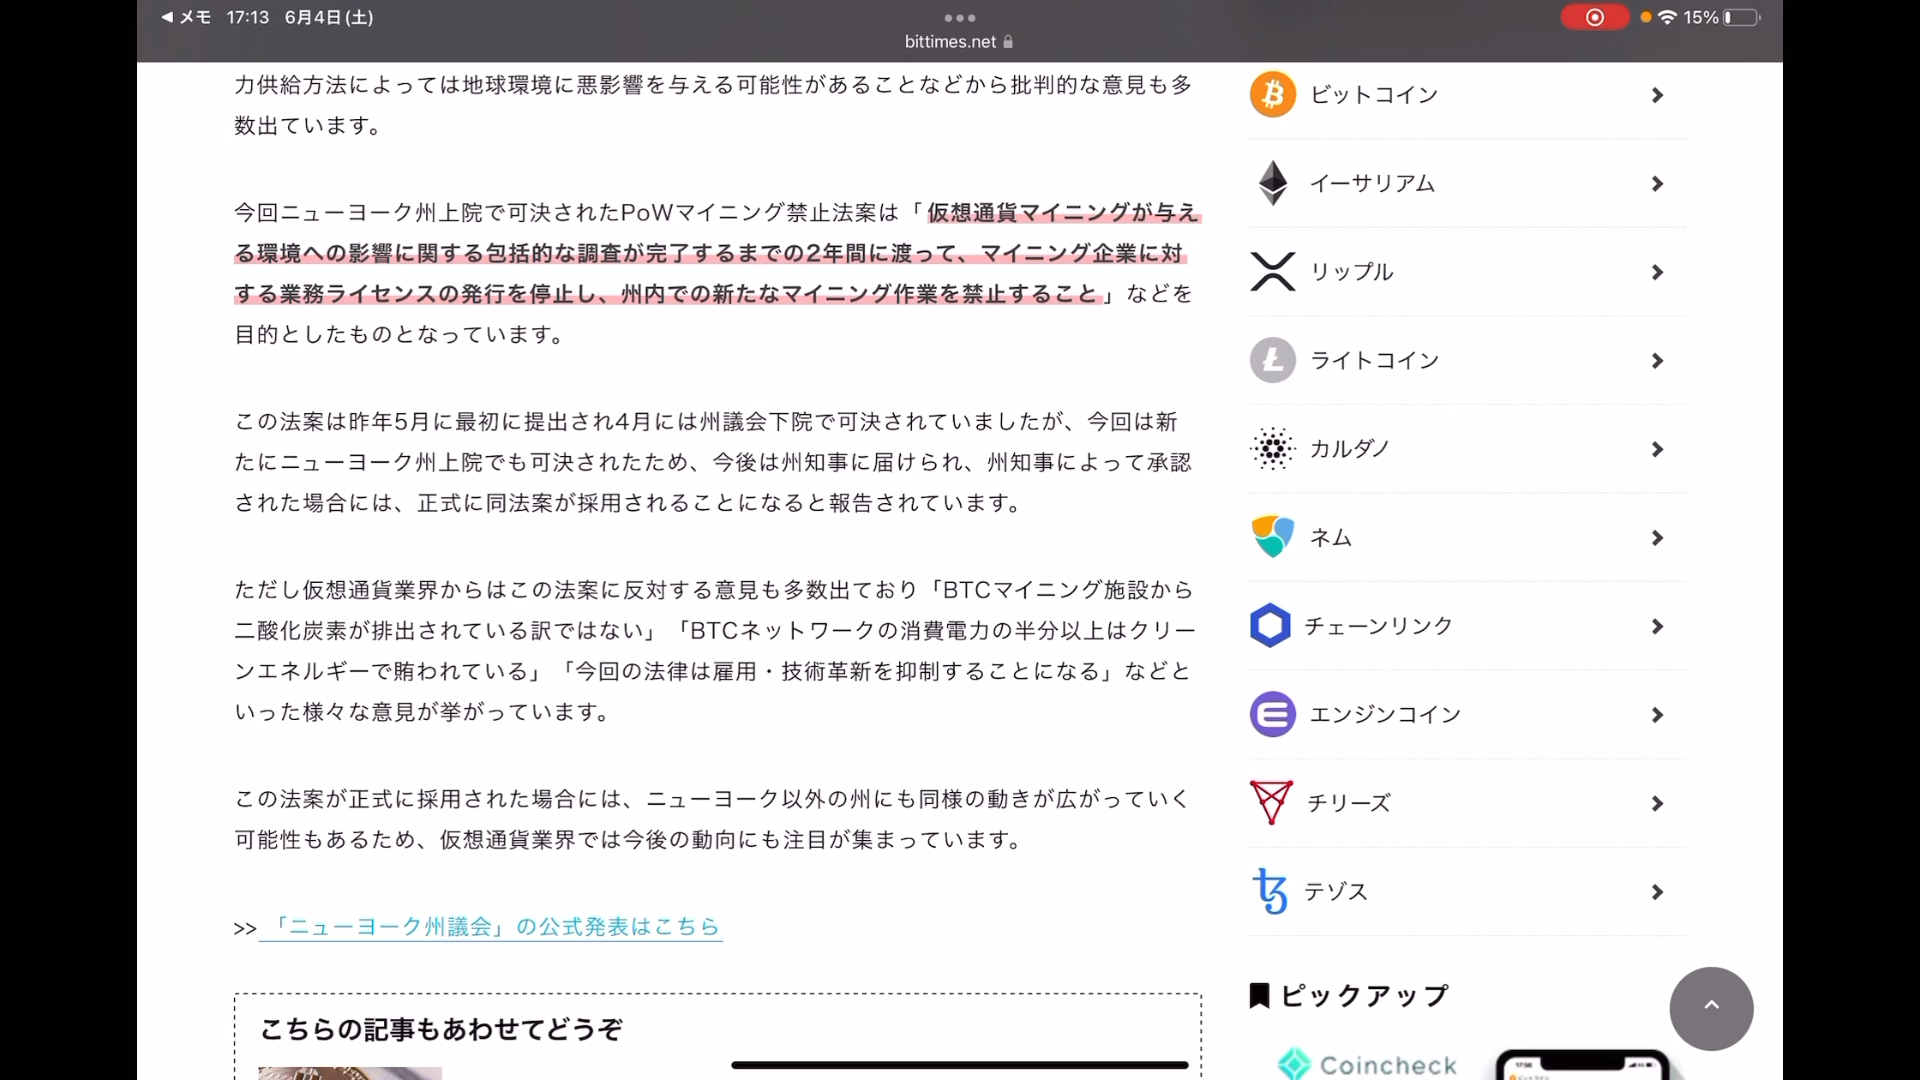 メモ 17:13 6月4日(土)
15%
bittimes.net
力供給方法によっては地球環境に悪影響を与える可能性があることなどから批判的な意見も多
数出ています。
今回ニューヨーク州上院で可決されたPoWマイニング禁止法案は「仮想通貨マイニングが与え
る環境への影響に関する包括的な調査が完了するまでの2年間に渡って、マイニング企業に対
する業務ライセンスの発行を停止し、州内での新たなマイニング作業を禁止すること」などを
目的としたものとなっています。
この法案は昨年5月に最初に提出され4月には州議会下院で可決されていましたが、今回は新
たにニューヨーク州上院でも可決されたため、今後は州知事に届けられ、州知事によって承認
された場合には、正式に同法案が採用されることになると報告されています。
ただし仮想通貨業界からはこの法案に反対する意見も多数出ており「BTCマイニング施設から
二酸化炭素が排出されている訳ではない」「BTCネットワークの消費電力の半分以上はクリー
ンエネルギーで賄われている」「今回の法律は雇用・技術革新を抑制することになる」などと
いった様々な意見が挙がっています。
この法案が正式に採用された場合には、ニューヨーク以外の州にも同様の動きが広がっていく
可能性もあるため、仮想通貨業界では今後の動向にも注目が集まっています。
>> 「ニューヨーク州議会」の公式発表はこちら
こちらの記事もあわせてどうぞ
ビットコイン
イーサリアム
リップル
ライトコイン
カルダノ
ネム
チェーンリンク
エンジンコイン
チリーズ
テゾス
ピックアップ
Coincheck